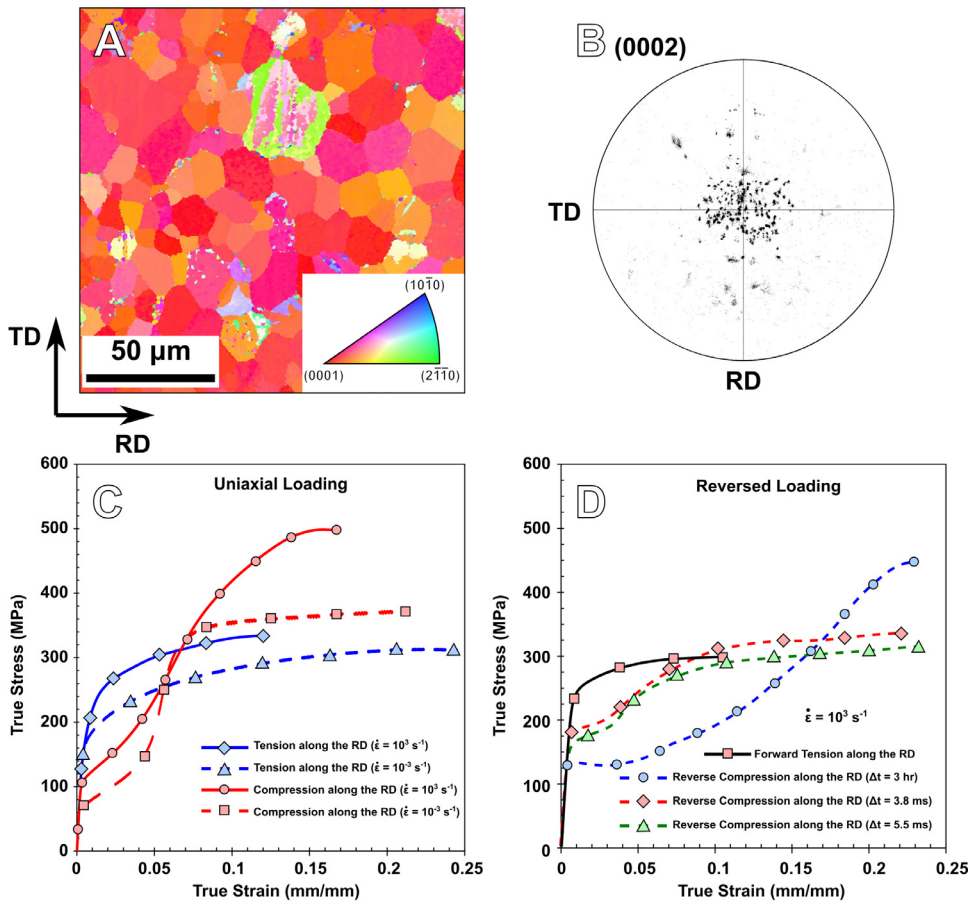 A
B (0002)
TD
(101̄0)
50 µm
(0001)
(21̄1̄0)
TD
RD
RD
C
Uniaxial Loading
True Stress (MPa)
600
500
400
300
200
100
0
Tension along the RD (ε̇ = 10³ s⁻¹)
Tension along the RD (ε̇ = 10⁻³ s⁻¹)
Compression along the RD (ε̇ = 10³ s⁻¹)
Compression along the RD (ε̇ = 10⁻³ s⁻¹)
0 0.05 0.1 0.15 0.2 0.25
True Strain (mm/mm)
D
Reversed Loading
True Stress (MPa)
600
500
400
300
200
100
0
ε̇ = 10³ s⁻¹
Forward Tension along the RD
Reverse Compression along the RD (Δt = 3 hr)
Reverse Compression along the RD (Δt = 3.8 ms)
Reverse Compression along the RD (Δt = 5.5 ms)
0 0.05 0.1 0.15 0.2 0.25
True Strain (mm/mm)